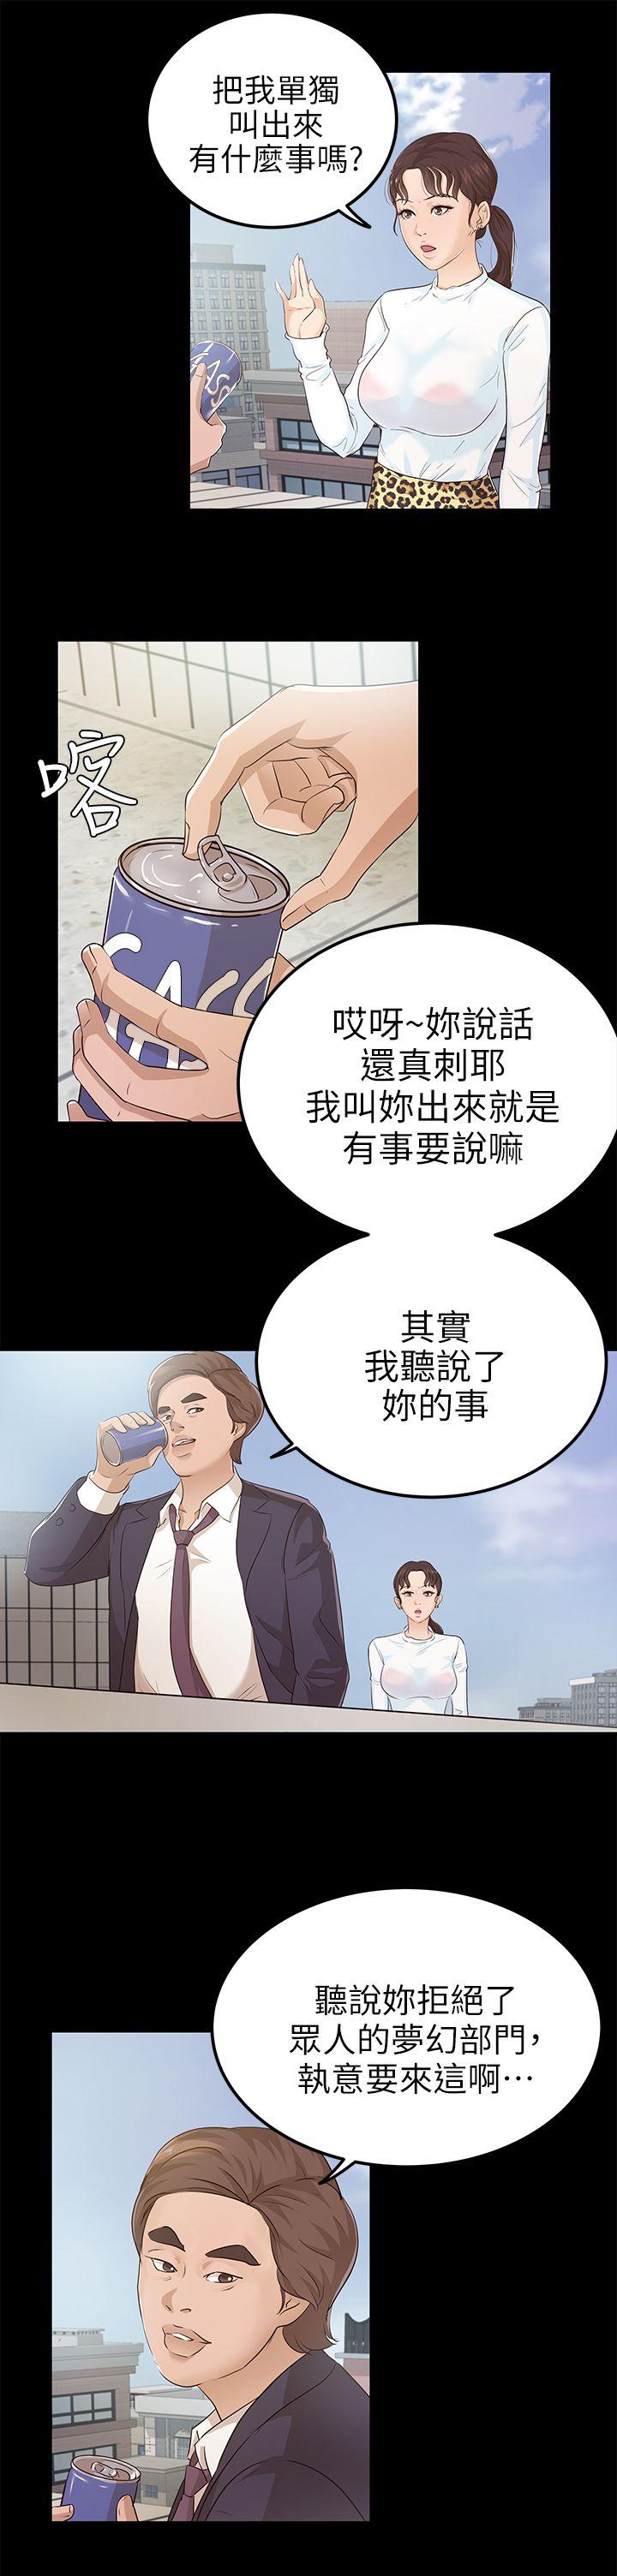 把我單獨
叫出來
有什麼事嗎?
CASS
喀
CASS
哎呀~妳說話
還真刺耶
我叫妳出來就是
有事要說嘛
其實
我聽說了
妳的事
聽說妳拒絕了
眾人的夢幻部門，
執意要來這啊…